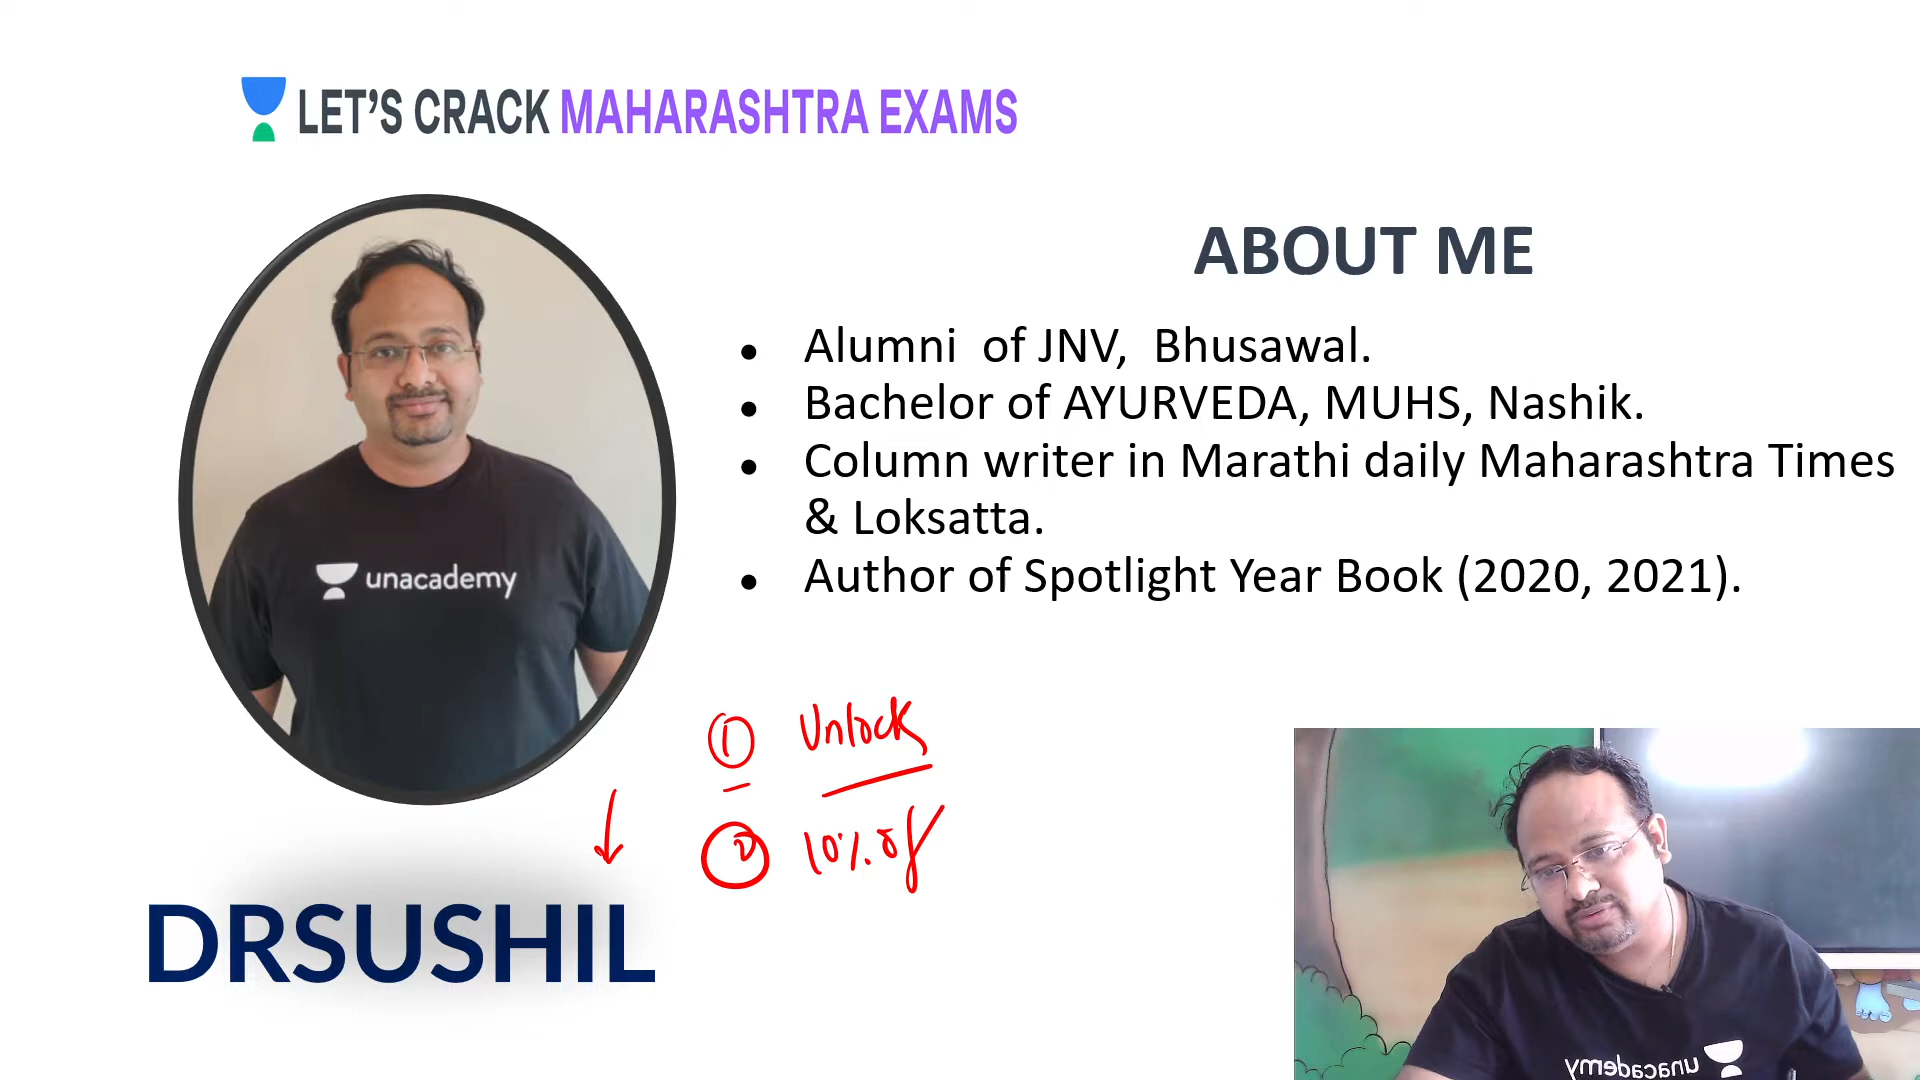 LET'S CRACK MAHARASHTRA EXAMS
ABOUT ME
● Alumni of JNV, Bhusawal.
● Bachelor of AYURVEDA, MUHS, Nashik.
● Column writer in Marathi daily Maharashtra Times
& Loksatta.
● Author of Spotlight Year Book (2020, 2021).
unacademy
① Unlock
② 10% of
DRSUSHIL
unacademy